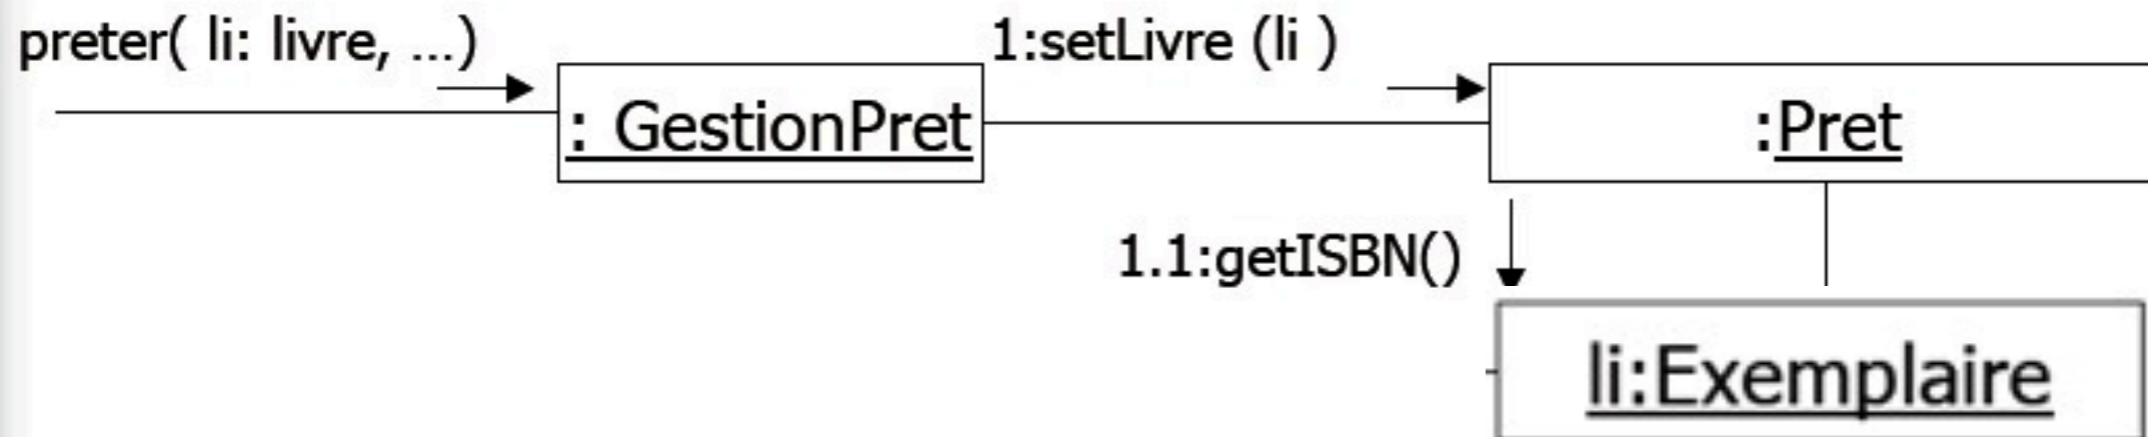 preter( li: livre, ...)
1:setLivre (li )
: GestionPret
:Pret
1.1:getISBN()
li:Exemplaire